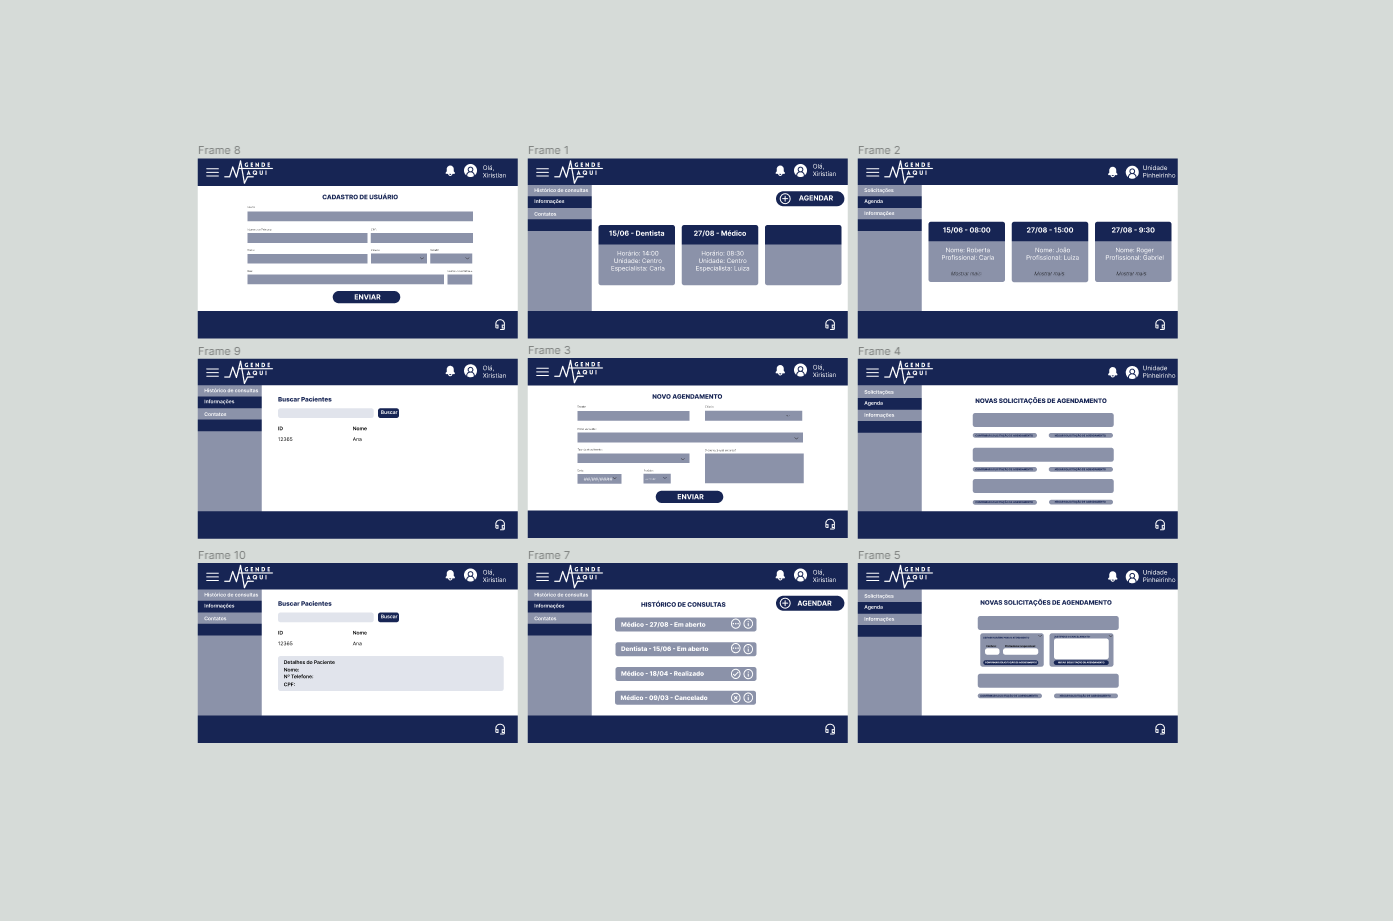 Frame 8
AGENDE
AQUI
Olá,
Xiristian
CADASTRO DE USUÁRIO
ENVIAR
Frame 1
AGENDE
AQUI
Olá,
Xiristian
Histórico de consultas
Informações
Contatos
AGENDAR
15/06 - Dentista
Horário: 14:00
Unidade: Centro
Especialista: Carla
27/08 - Médico
Horário: 08:30
Unidade: Centro
Especialista: Luiza
Frame 2
AGENDE
AQUI
Unidade
Pinheirinho
Solicitações
Agenda
Informações
15/06 - 08:00
Nome: Roberta
Profissional: Carla
Mostrar mais
27/08 - 15:00
Nome: João
Profissional: Luiza
Mostrar mais
27/08 - 9:30
Nome: Roger
Profissional: Gabriel
Mostrar mais
Frame 9
AGENDE
AQUI
Olá,
Xiristian
Histórico de consultas
Informações
Contatos
Buscar Pacientes
Buscar
ID Nome
12365 Ana
Frame 3
AGENDE
AQUI
Olá,
Xiristian
NOVO AGENDAMENTO
ENVIAR
Frame 4
AGENDE
AQUI
Unidade
Pinheirinho
Solicitações
Agenda
Informações
NOVAS SOLICITAÇÕES DE AGENDAMENTO
Frame 10
AGENDE
AQUI
Olá,
Xiristian
Histórico de consultas
Informações
Contatos
Buscar Pacientes
Buscar
ID Nome
12365 Ana
Detalhes do Paciente
Nome:
Nº Telefone:
CPF:
Frame 7
AGENDE
AQUI
Olá,
Xiristian
Histórico de consultas
Informações
Contatos
AGENDAR
HISTÓRICO DE CONSULTAS
Médico - 27/08 - Em aberto
Dentista - 15/06 - Em aberto
Médico - 18/04 - Realizado
Médico - 09/03 - Cancelado
Frame 5
AGENDE
AQUI
Unidade
Pinheirinho
Solicitações
Agenda
Informações
NOVAS SOLICITAÇÕES DE AGENDAMENTO